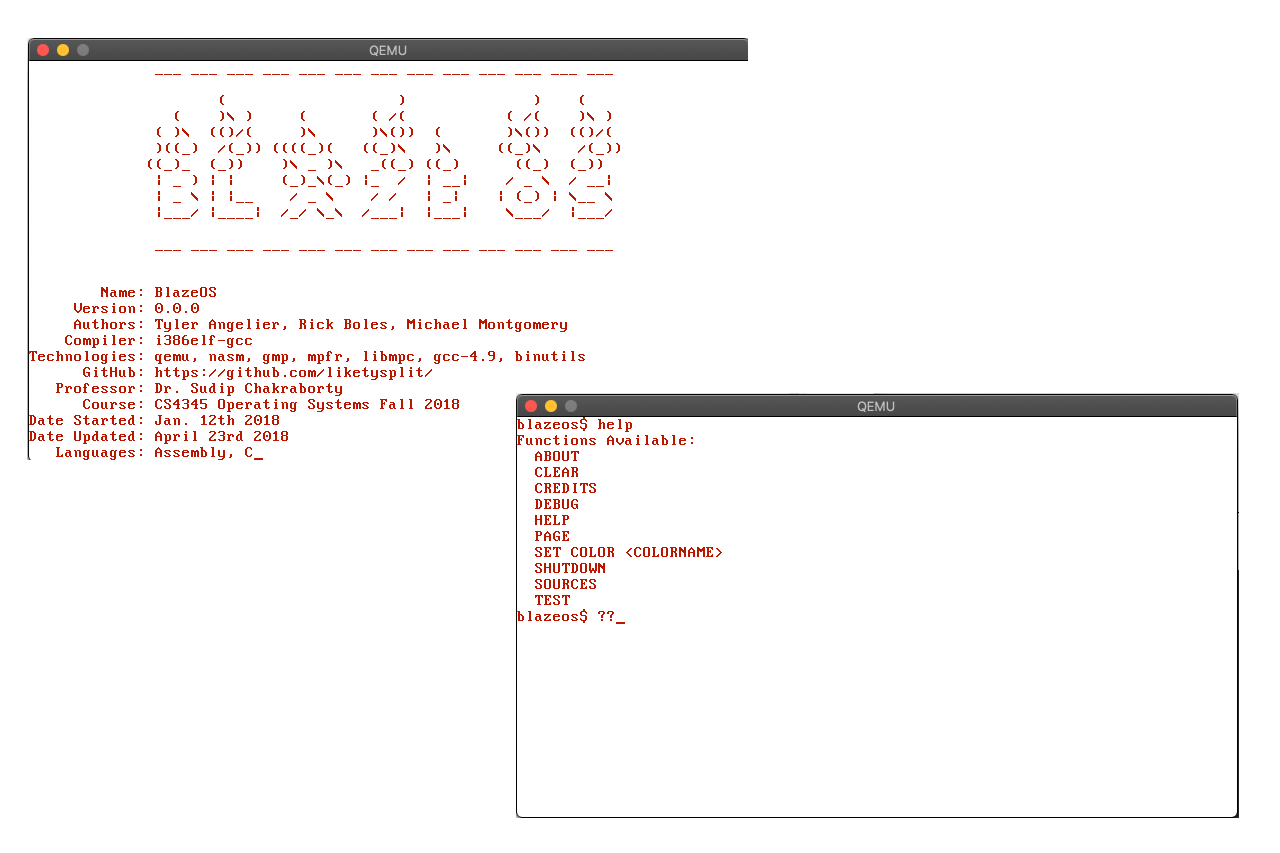 QEMU
BLAZE OS
Name: BlazeOS
Version: 0.0.0
Authors: Tyler Angelier, Rick Boles, Michael Montgomery
Compiler: i386elf-gcc
Technologies: qemu, nasm, gmp, mpfr, libmpc, gcc-4.9, binutils
GitHub: https://github.com/liketysplit/
Professor: Dr. Sudip Chakraborty
Course: CS4345 Operating Systems Fall 2018
Date Started: Jan. 12th 2018
Date Updated: April 23rd 2018
Languages: Assembly, C_
QEMU
blazeos$ help
Functions Available:
ABOUT
CLEAR
CREDITS
DEBUG
HELP
PAGE
SET COLOR <COLORNAME>
SHUTDOWN
SOURCES
TEST
blazeos$ ??_